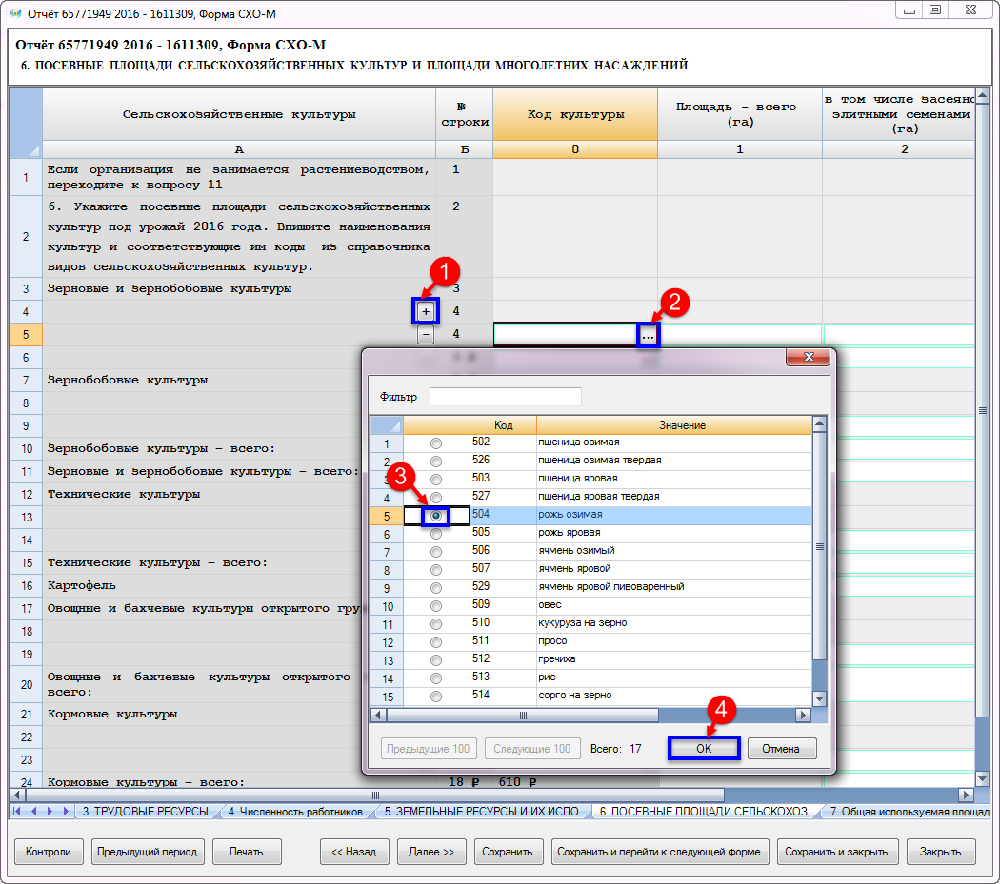 Отчёт 65771949 2016 - 1611309, Форма СХО-М
Отчёт 65771949 2016 - 1611309, Форма СХО-М
6. ПОСЕВНЫЕ ПЛОЩАДИ СЕЛЬСКОХОЗЯЙСТВЕННЫХ КУЛЬТУР И ПЛОЩАДИ МНОГОЛЕТНИХ НАСАЖДЕНИЙ
Сельскохозяйственные культуры
№
строки
Код культуры
Площадь - всего
(га)
в том числе засеяно
элитными семенами
(га)
А Б 0 1 2
1 Если организация не занимается растениеводством, 1
переходите к вопросу 11
2 6. Укажите посевные площади сельскохозяйственных 2
культур под урожай 2016 года. Впишите наименования
культур и соответствующие им коды из справочника
видов сельскохозяйственных культур.
3 Зерновые и зернобобовые культуры 3
1
4 + 4
2
5 - 4 ...
6
7 Зернобобовые культуры
8
9
10 Зернобобовые культуры - всего:
11 Зерновые и зернобобовые культуры - всего:
12 Технические культуры
13
14
15 Технические культуры - всего:
16 Картофель
17 Овощные и бахчевые культуры открытого гру
18
19
20 Овощные и бахчевые культуры открытого
всего:
21 Кормовые культуры
22
23
24 Кормовые культуры - всего: 18 ₽ 610 ₽
Фильтр
Код Значение
1 502 пшеница озимая
2 526 пшеница озимая твердая
3 503 пшеница яровая
3
4 527 пшеница яровая твердая
5 504 рожь озимая
6 505 рожь яровая
7 506 ячмень озимый
8 507 ячмень яровой
9 529 ячмень яровой пивоваренный
10 509 овес
11 510 кукуруза на зерно
12 511 просо
13 512 гречиха
14 513 рис
15 514 сорго на зерно
4
Предыдущие 100 Следующие 100 Всего: 17 ОК Отмена
3. ТРУДОВЫЕ РЕСУРСЫ 4. Численность работников 5. ЗЕМЕЛЬНЫЕ РЕСУРСЫ И ИХ ИСПО 6. ПОСЕВНЫЕ ПЛОЩАДИ СЕЛЬСКОХОЗ 7. Общая используемая площад
Контроли Предыдущий период Печать << Назад Далее >> Сохранить Сохранить и перейти к следующей форме Сохранить и закрыть Закрыть